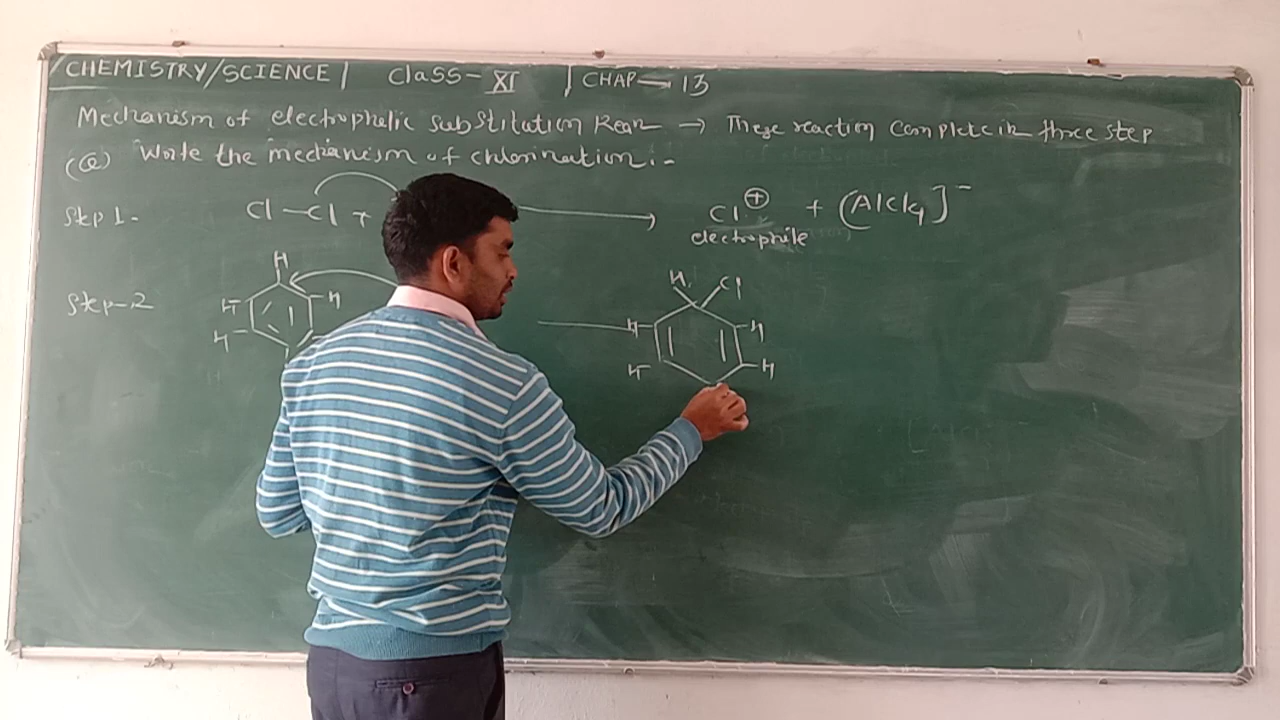 CHEMISTRY/SCIENCE | Class - XI | CHAP → 13
Mechanism of electrophelic substitution Rean → These reaction complete in three step
(a) Write the mechanism of chlorination:-
Step 1- Cl-Cl + → Cl⊕ + (AlCl4]⁻
electrophile
H
H Cl
Step-2 H H H H
H H H